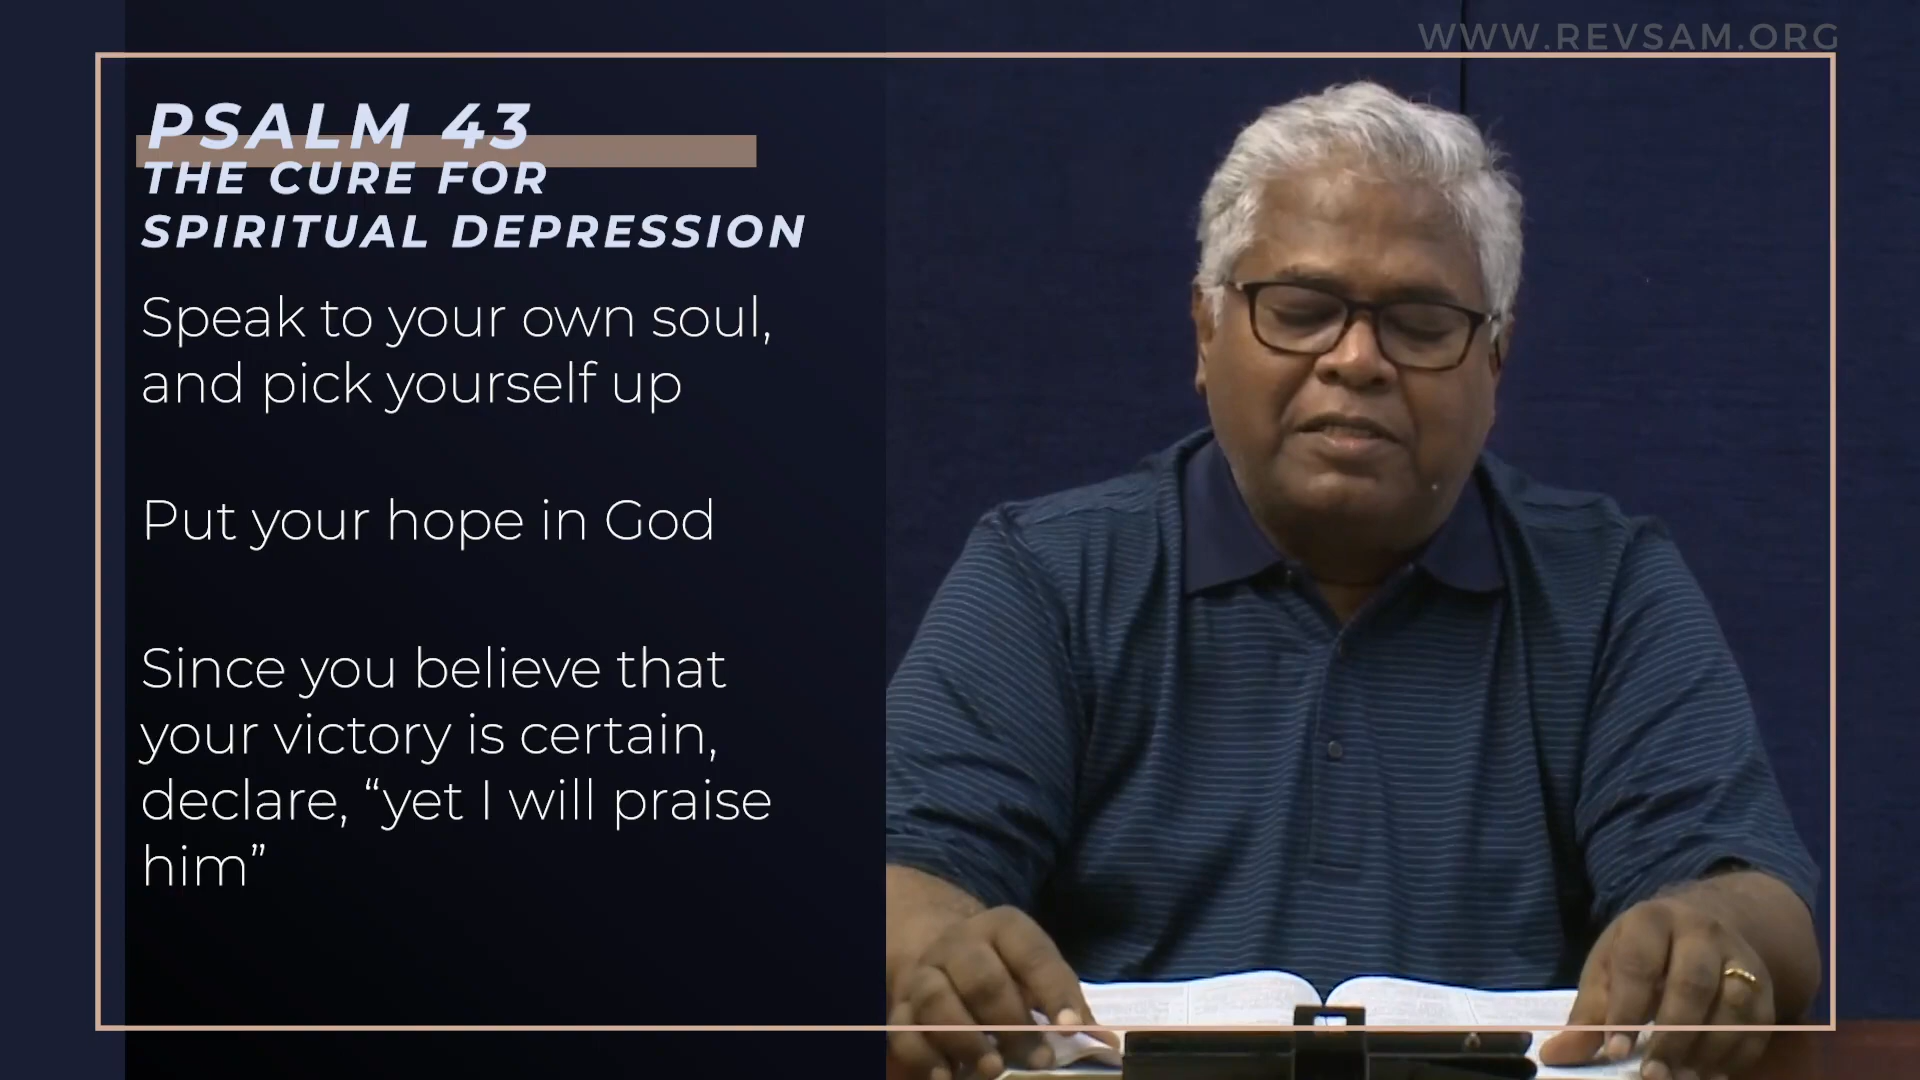 WWW.REVSAM.ORG
PSALM 43
THE CURE FOR
SPIRITUAL DEPRESSION
Speak to your own soul,
and pick yourself up
Put your hope in God
Since you believe that
your victory is certain,
declare, “yet I will praise
him”